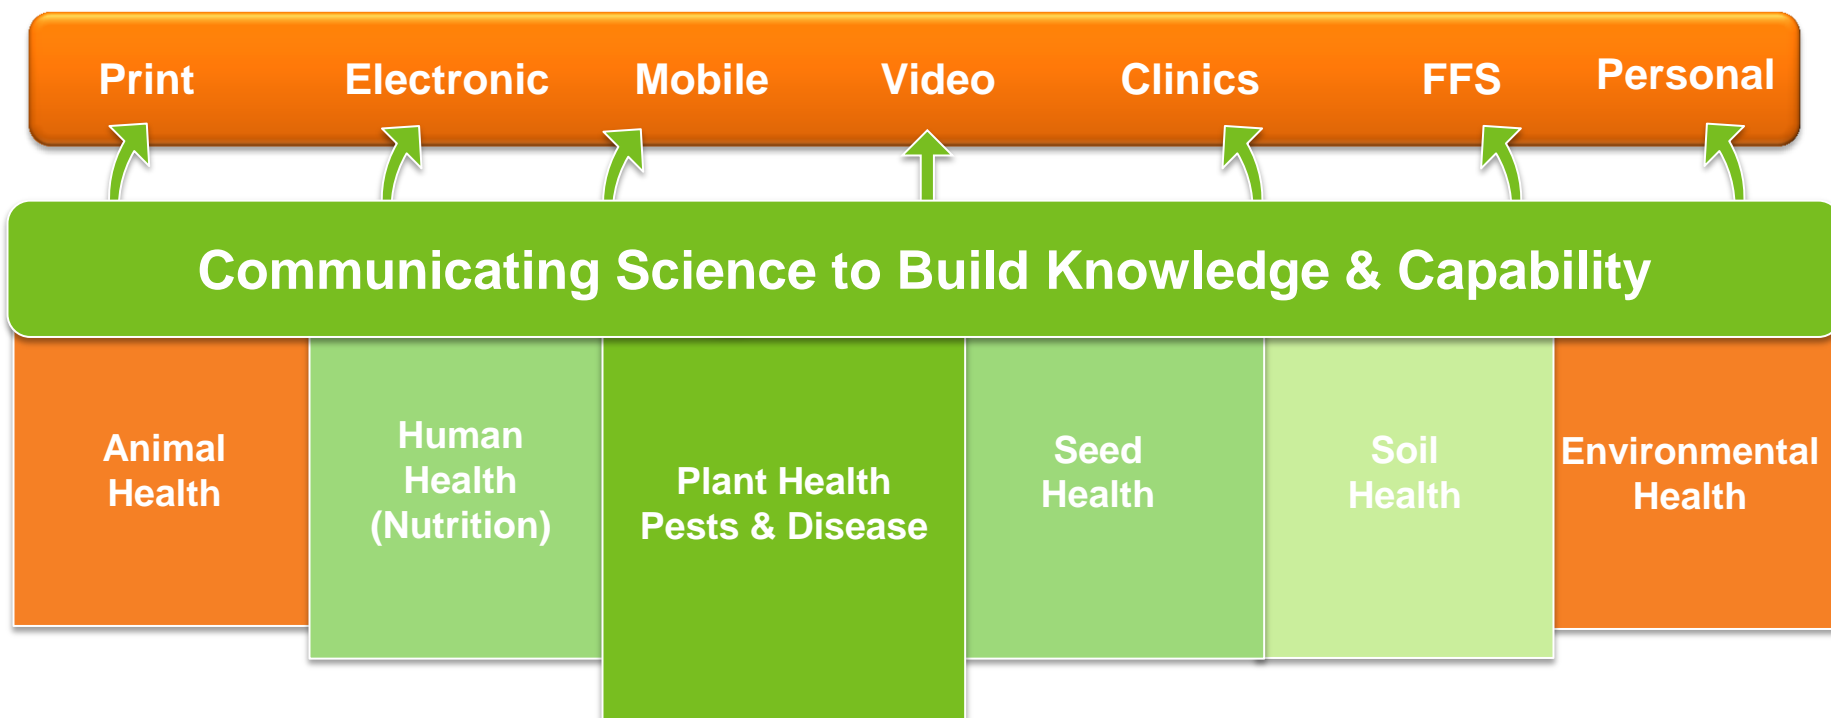 Print
Electronic
Mobile
Video
Clinics
FFS
Personal
Communicating Science to Build Knowledge & Capability
Animal
Health
Human
Health
(Nutrition)
Plant Health
Pests & Disease
Seed
Health
Soil
Health
Environmental
Health